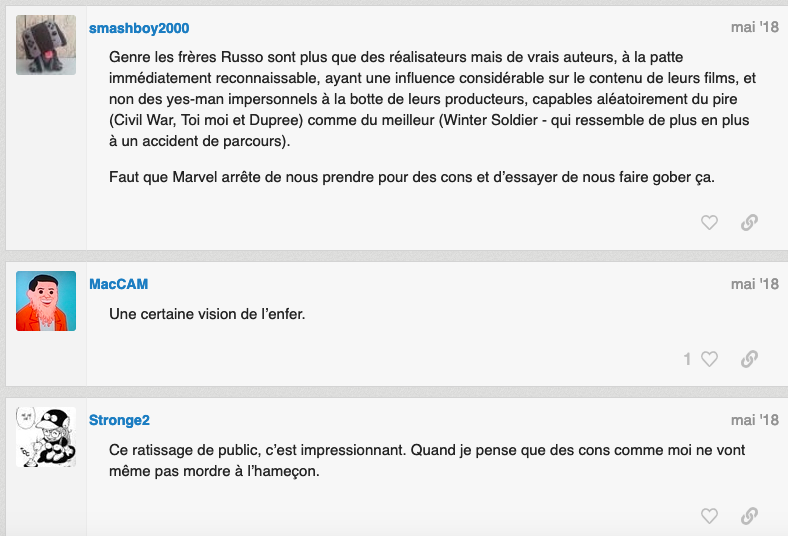 smashboy2000
mai '18
Genre les frères Russo sont plus que des réalisateurs mais de vrais auteurs, à la patte
immédiatement reconnaissable, ayant une influence considérable sur le contenu de leurs films, et
non des yes-man impersonnels à la botte de leurs producteurs, capables aléatoirement du pire
(Civil War, Toi moi et Dupree) comme du meilleur (Winter Soldier - qui ressemble de plus en plus
à un accident de parcours).
Faut que Marvel arrête de nous prendre pour des cons et d'essayer de nous faire gober ça.
MacCAM
mai '18
Une certaine vision de l'enfer.
1
Stronge2
mai '18
Ce ratissage de public, c'est impressionnant. Quand je pense que des cons comme moi ne vont
même pas mordre à l'hameçon.